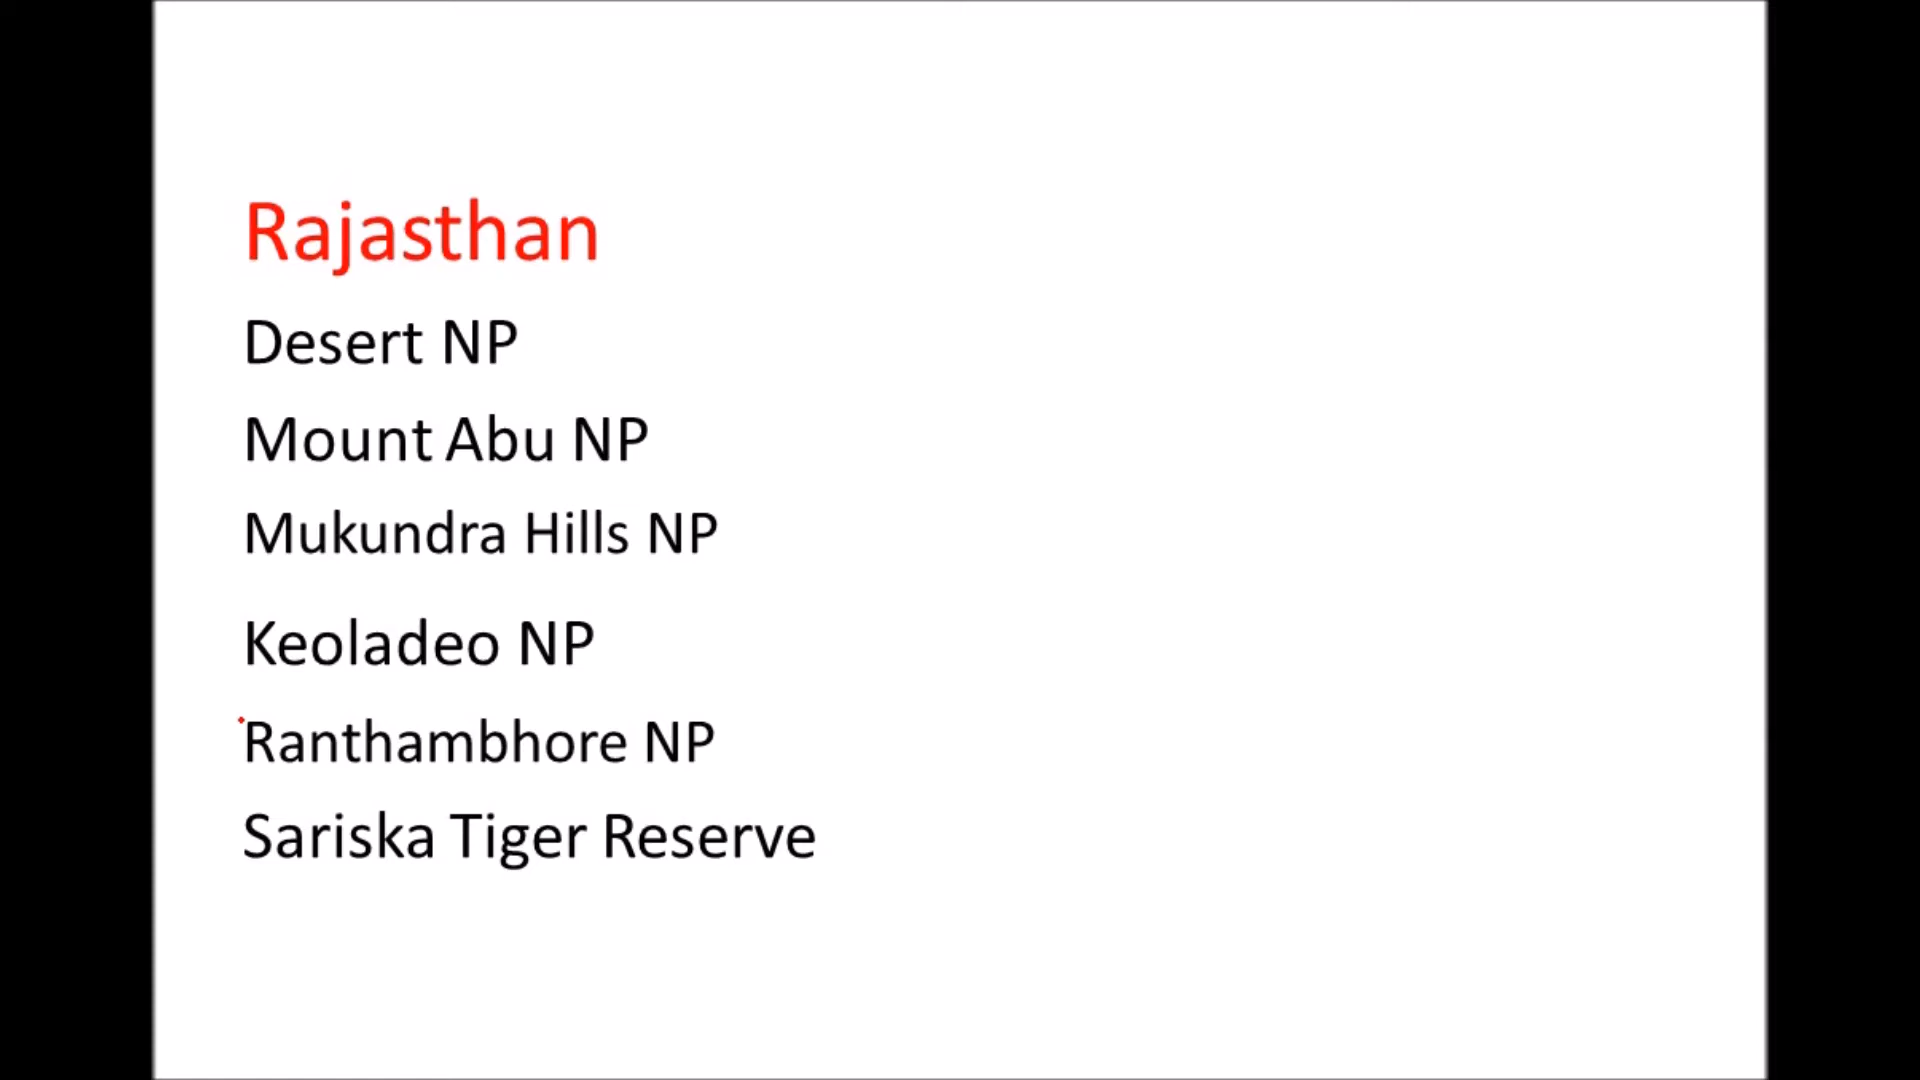 Rajasthan
Desert NP
Mount Abu NP
Mukundra Hills NP
Keoladeo NP
Ranthambhore NP
Sariska Tiger Reserve